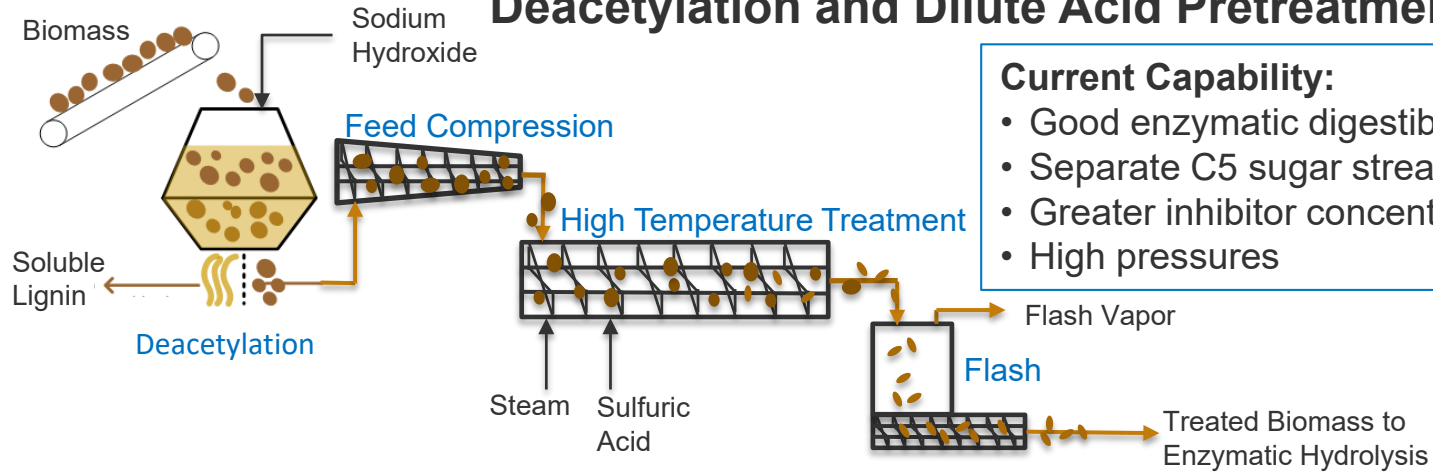 Deacetylation and Dilute Acid Pretreatmen
Biomass
Sodium
Hydroxide
Current Capability:
• Good enzymatic digestib
• Separate C5 sugar strea
• Greater inhibitor concent
• High pressures
Feed Compression
High Temperature Treatment
Soluble
Lignin
Deacetylation
Flash Vapor
Flash
Steam
Sulfuric
Acid
Treated Biomass to
Enzymatic Hydrolysis